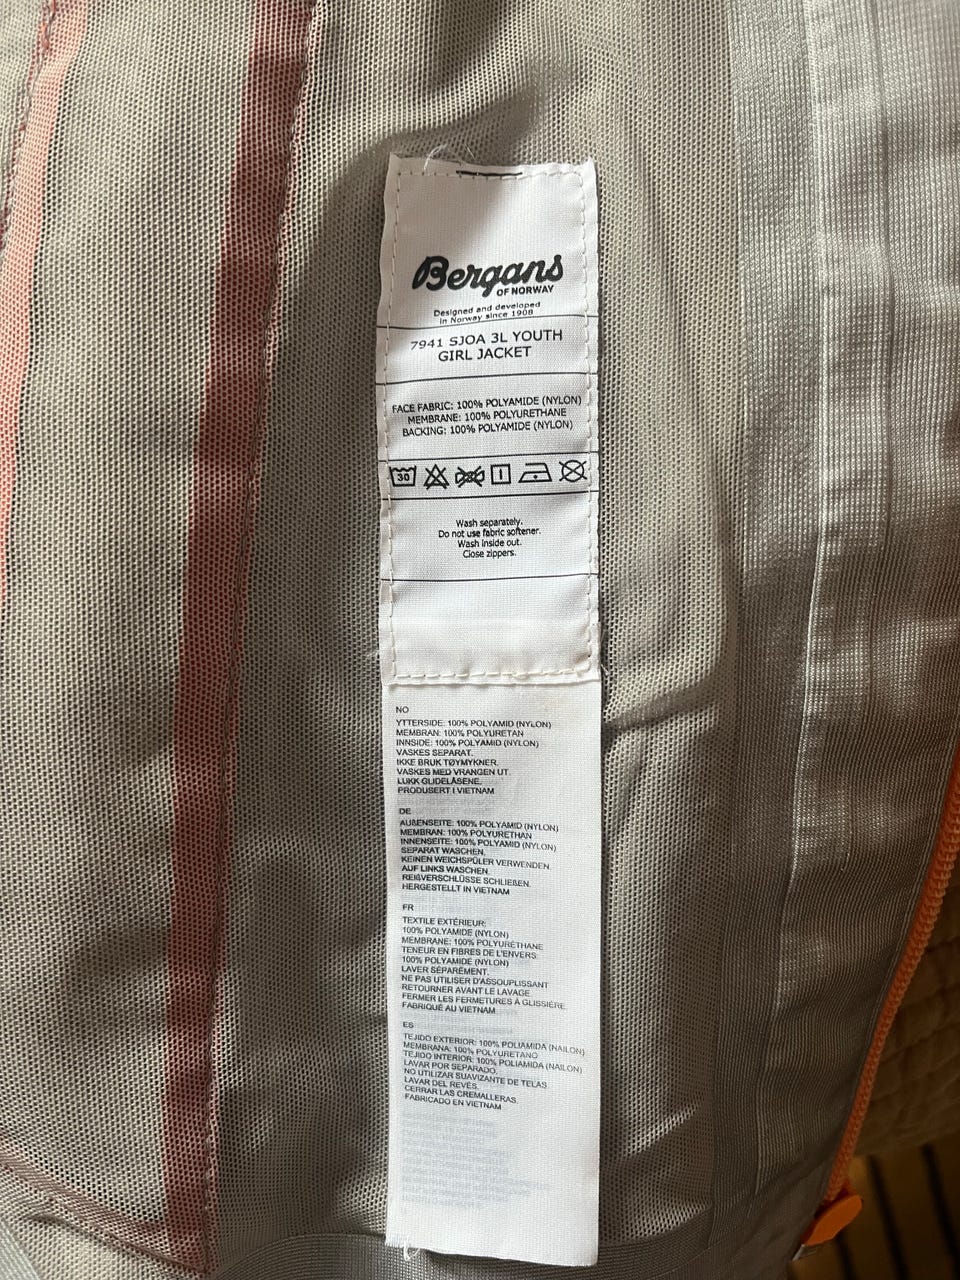 Bergans
OF NORWAY
Designed and developed
in Norway since 1908
7941 SJOA 3L YOUTH
GIRL JACKET
FACE FABRIC: 100% POLYAMIDE (NYLON)
MEMBRANE: 100% POLYURETHANE
BACKING: 100% POLYAMIDE (NYLON)
30
Wash separately.
Do not use fabric softener.
Wash inside out.
Close zippers.
NO
YTTERSIDE: 100% POLYAMID (NYLON)
MEMBRAN: 100% POLYURETAN
INNSIDE: 100% POLYAMID (NYLON)
VASKES SEPARAT.
IKKE BRUK TØYMYKNER.
VASKES MED VRANGEN UT.
LUKK GLIDELÅSENE.
PRODUSERT I VIETNAM
DE
AUßENSEITE: 100% POLYAMID (NYLON)
MEMBRAN: 100% POLYURETHAN
INNENSEITE: 100% POLYAMID (NYLON)
SEPARAT WASCHEN.
KEINEN WEICHSPÜLER VERWENDEN.
AUF LINKS WASCHEN.
REIßVERSCHLÜSSE SCHLIEßEN.
HERGESTELLT IN VIETNAM
FR
TEXTILE EXTÉRIEUR:
100% POLYAMIDE (NYLON)
MEMBRANE: 100% POLYURÉTHANE
TENEUR EN FIBRES DE L'ENVERS:
100% POLYAMIDE (NYLON)
LAVER SÉPARÉMENT.
NE PAS UTILISER D'ASSOUPLISSANT
RETOURNER AVANT LE LAVAGE
FERMER LES FERMETURES À GLISSIÈRE.
FABRIQUÉ AU VIETNAM
ES
TEJIDO EXTERIOR: 100% POLIAMIDA (NAILON)
MEMBRANA: 100% POLYURETANO
TEJIDO INTERIOR: 100% POLIAMIDA (NAILON)
LAVAR POR SEPARADO.
NO UTILIZAR SUAVIZANTE DE TELAS.
LAVAR DEL REVÉS.
CERRAR LAS CREMALLERAS.
FABRICADO EN VIETNAM